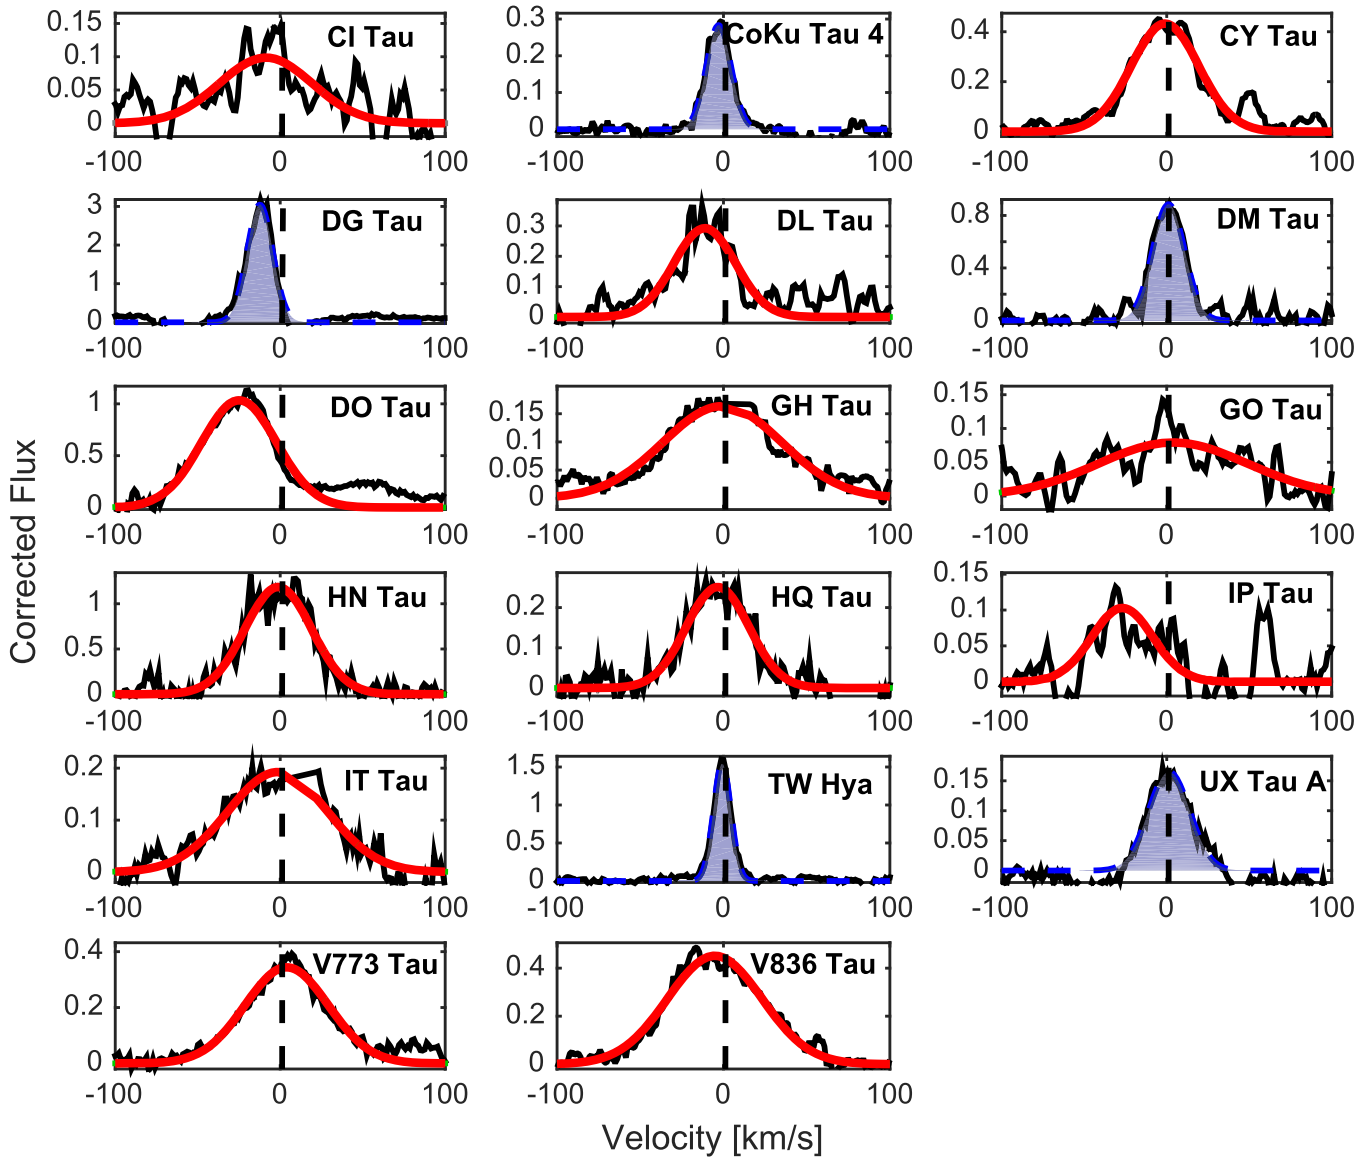 Corrected Flux
CI Tau
0.15
0.1
0.05
0
-100 0 100
CoKu Tau 4
0.3
0.2
0.1
0
-100 0 100
CY Tau
0.4
0.2
0
-100 0 100
DG Tau
3
2
1
0
-100 0 100
DL Tau
0.3
0.2
0.1
0
-100 0 100
DM Tau
0.8
0.4
0
-100 0 100
DO Tau
1
0.5
0
-100 0 100
GH Tau
0.15
0.1
0.05
0
-100 0 100
GO Tau
0.15
0.1
0.05
0
-100 0 100
HN Tau
1
0.5
0
-100 0 100
HQ Tau
0.2
0.1
0
-100 0 100
IP Tau
0.15
0.1
0.05
0
-100 0 100
IT Tau
0.2
0.1
0
-100 0 100
TW Hya
1.5
1
0.5
0
-100 0 100
UX Tau A
0.15
0.1
0.05
0
-100 0 100
V773 Tau
0.4
0.2
0
-100 0 100
V836 Tau
0.4
0.2
0
-100 0 100
Velocity [km/s]